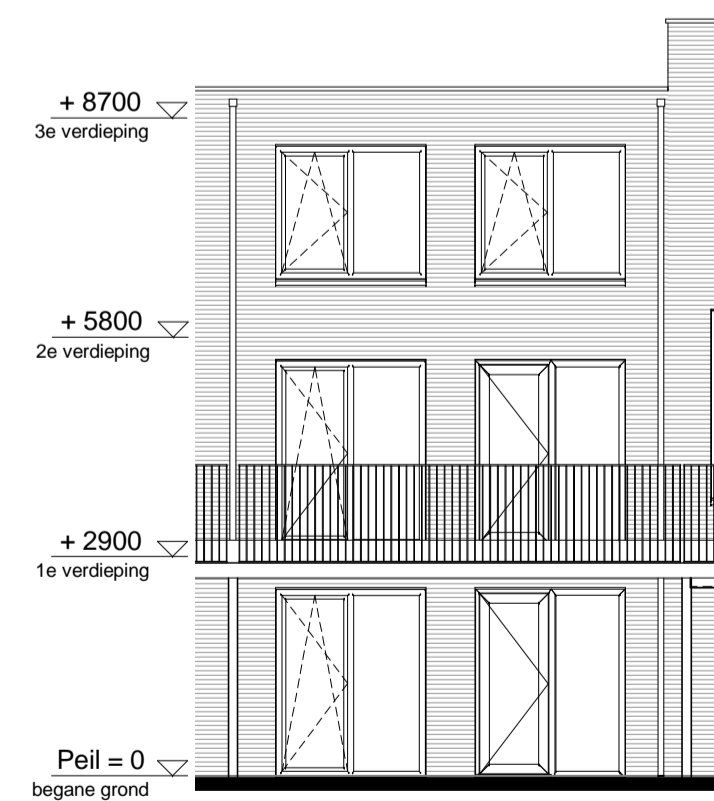 + 8700
3e verdieping
+ 5800
2e verdieping
+ 2900
1e verdieping
Peil = 0
begane grond